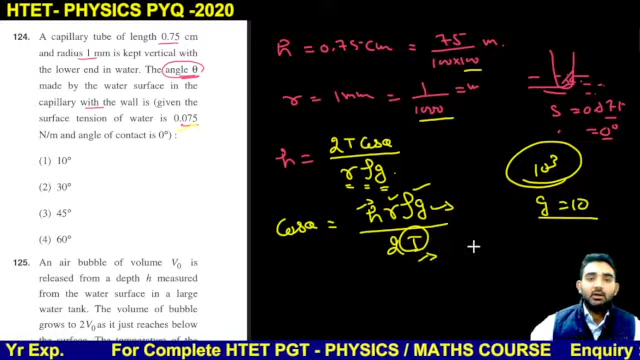 HTET- PHYSICS PYQ -2020
124. A capillary tube of length 0.75 cm
and radius 1 mm is kept vertical with
the lower end in water. The angle θ
made by the water surface in the
capillary with the wall is (given the
surface tension of water is 0.075
N/m and angle of contact is 0°) :
(1) 10°
(2) 30°
(3) 45°
(4) 60°
125. An air bubble of volume V₀ is
released from a depth h measured
from the water surface in a large
water tank. The volume of bubble
grows to 2V₀ as it just reaches below
h = 0.75 cm = 75/100×100 m.
r = 1mm = 1/1000 m
h = 2T cosα / rρg
cosα = hrρg / 2T
10³
g = 10
= 0°
Yr Exp. For Complete HTET PGT - PHYSICS / MATHS COURSE Enquiry